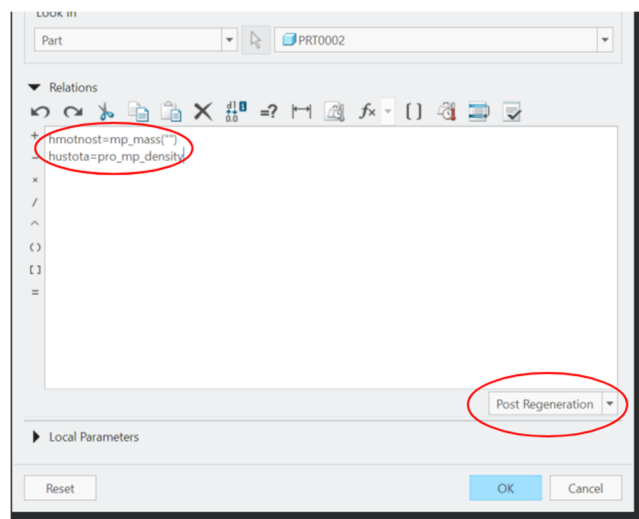 Look In
Part
PRT0002
Relations
hmotnost=mp_mass("")
hustota=pro_mp_density
Post Regeneration
Local Parameters
Reset
OK
Cancel